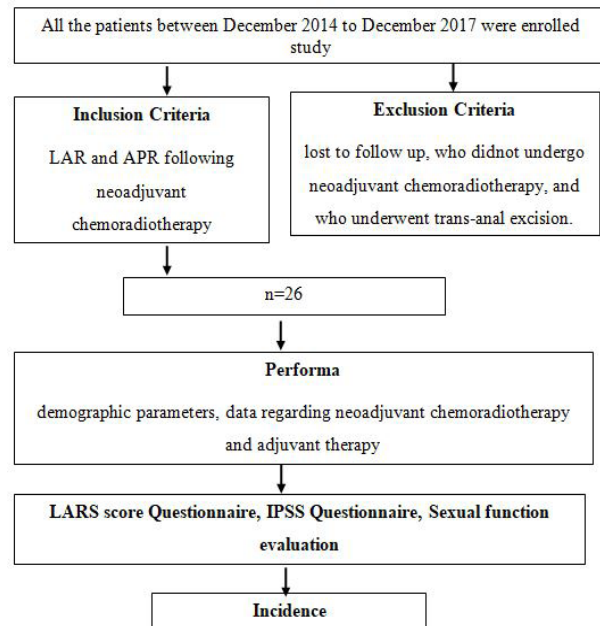 All the patients between December 2014 to December 2017 were enrolled
study
Inclusion Criteria
LAR and APR following
neoadjuvant
chemoradiotherapy
Exclusion Criteria
lost to follow up, who didnot undergo
neoadjuvant chemoradiotherapy, and
who underwent trans-anal excision.
n=26
Performa
demographic parameters, data regarding neoadjuvant chemoradiotherapy
and adjuvant therapy
LARS score Questionnaire, IPSS Questionnaire, Sexual function
evaluation
Incidence